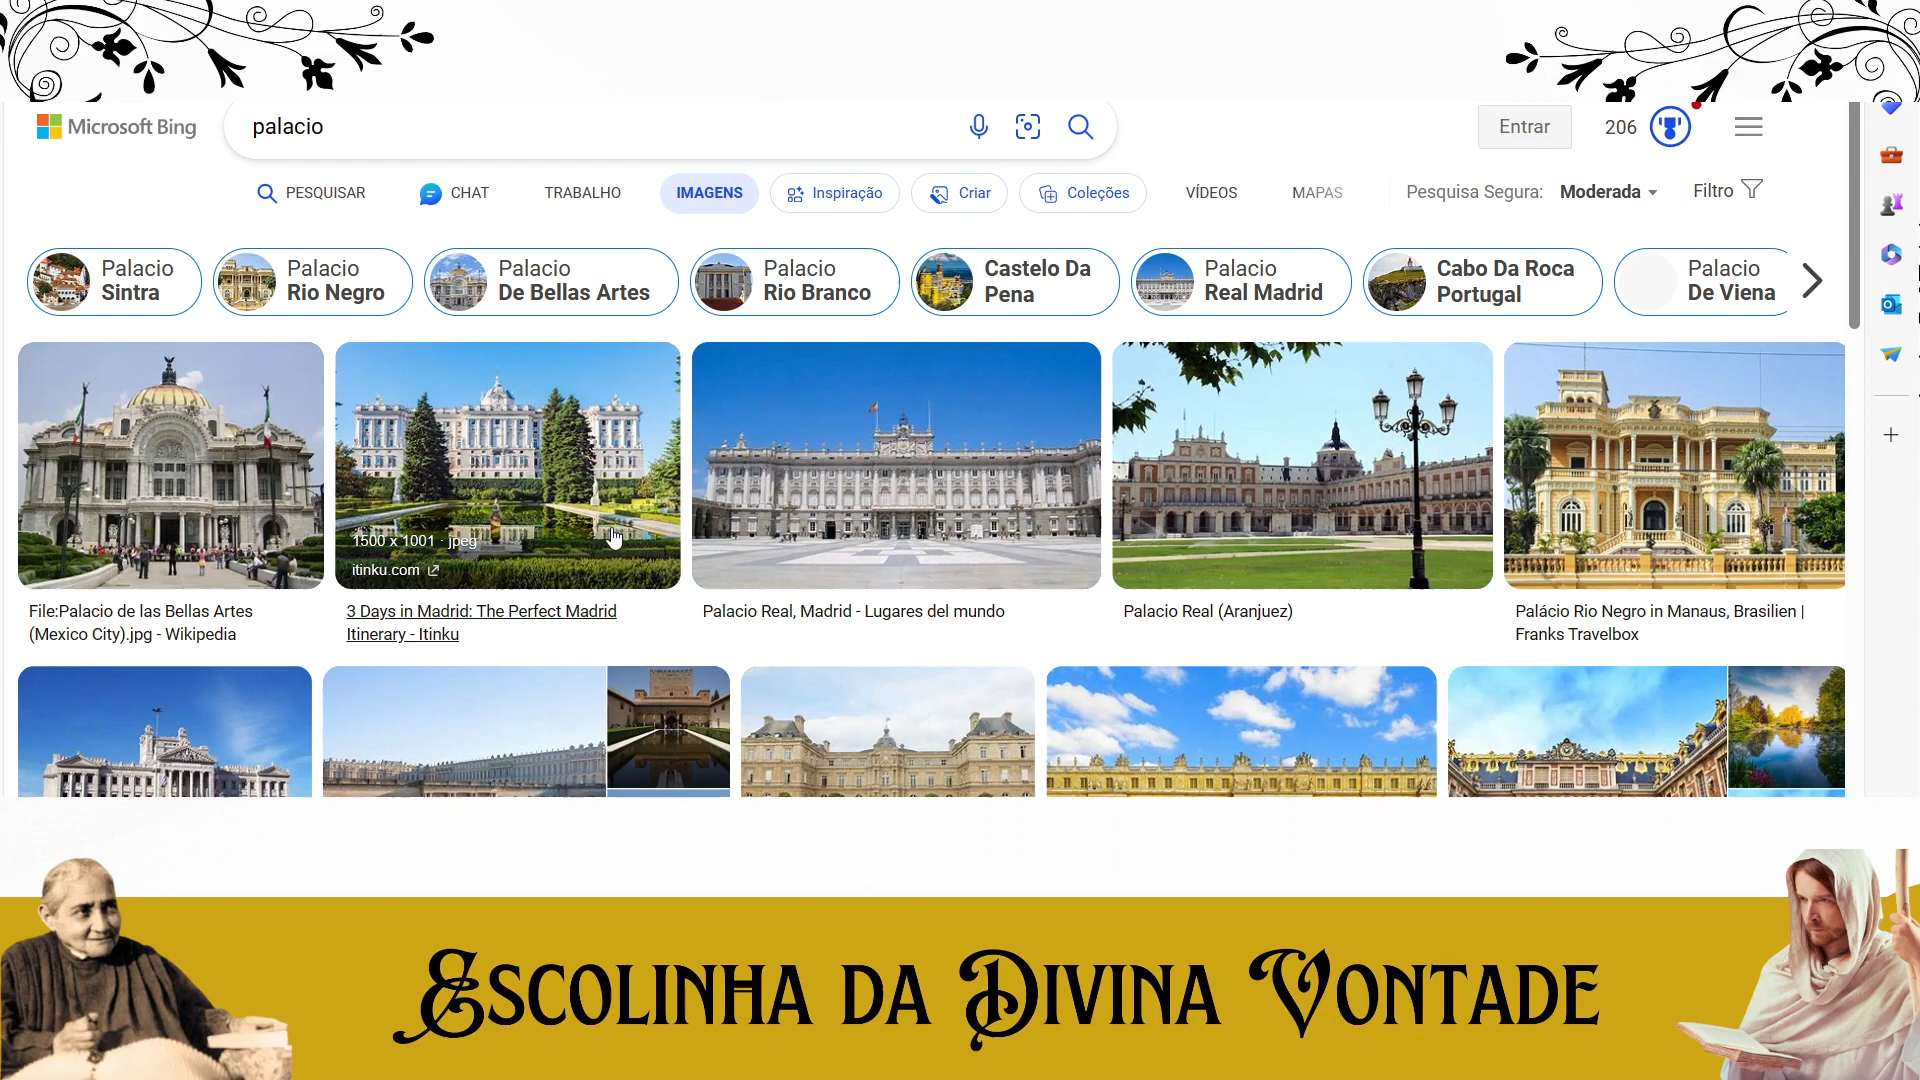 Microsoft Bing
palacio
Entrar
206
PESQUISAR
CHAT
TRABALHO
IMAGENS
Inspiração
Criar
Coleções
VÍDEOS
MAPAS
Pesquisa Segura: Moderada
Filtro
Palacio
Sintra
Palacio
Rio Negro
Palacio
De Bellas Artes
Palacio
Rio Branco
Castelo Da
Pena
Palacio
Real Madrid
Cabo Da Roca
Portugal
Palacio
De Viena
1500 x 1001 · jpeg
itinku.com
File:Palacio de las Bellas Artes
(Mexico City).jpg - Wikipedia
3 Days in Madrid: The Perfect Madrid
Itinerary - Itinku
Palacio Real, Madrid - Lugares del mundo
Palacio Real (Aranjuez)
Palácio Rio Negro in Manaus, Brasilien |
Franks Travelbox
Escolinha da Divina Vontade